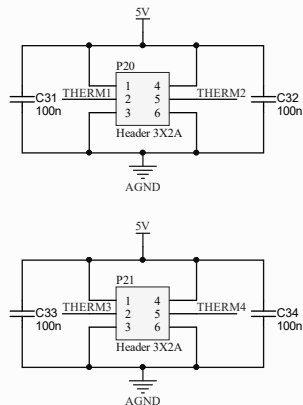 5V
P20
C31
100n
THERM1
1 4
2 5
3 6
THERM2
C32
100n
Header 3X2A
AGND
5V
P21
C33
100n
THERM3
1 4
2 5
3 6
THERM4
C34
100n
Header 3X2A
AGND